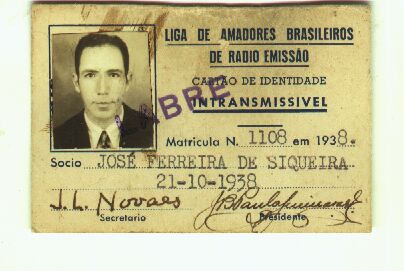 LIGA DE AMADORES BRASILEIROS
DE RADIO EMISSÃO
CARTÃO DE IDENTIDADE
INTRANSMISSIVEL
LABRE
Matricula N. 1108 em 1938.
Socio JOSÉ FERREIRA DE SIQUEIRA
21-10-1938
J. L. Novaes
Secretario
Presidente